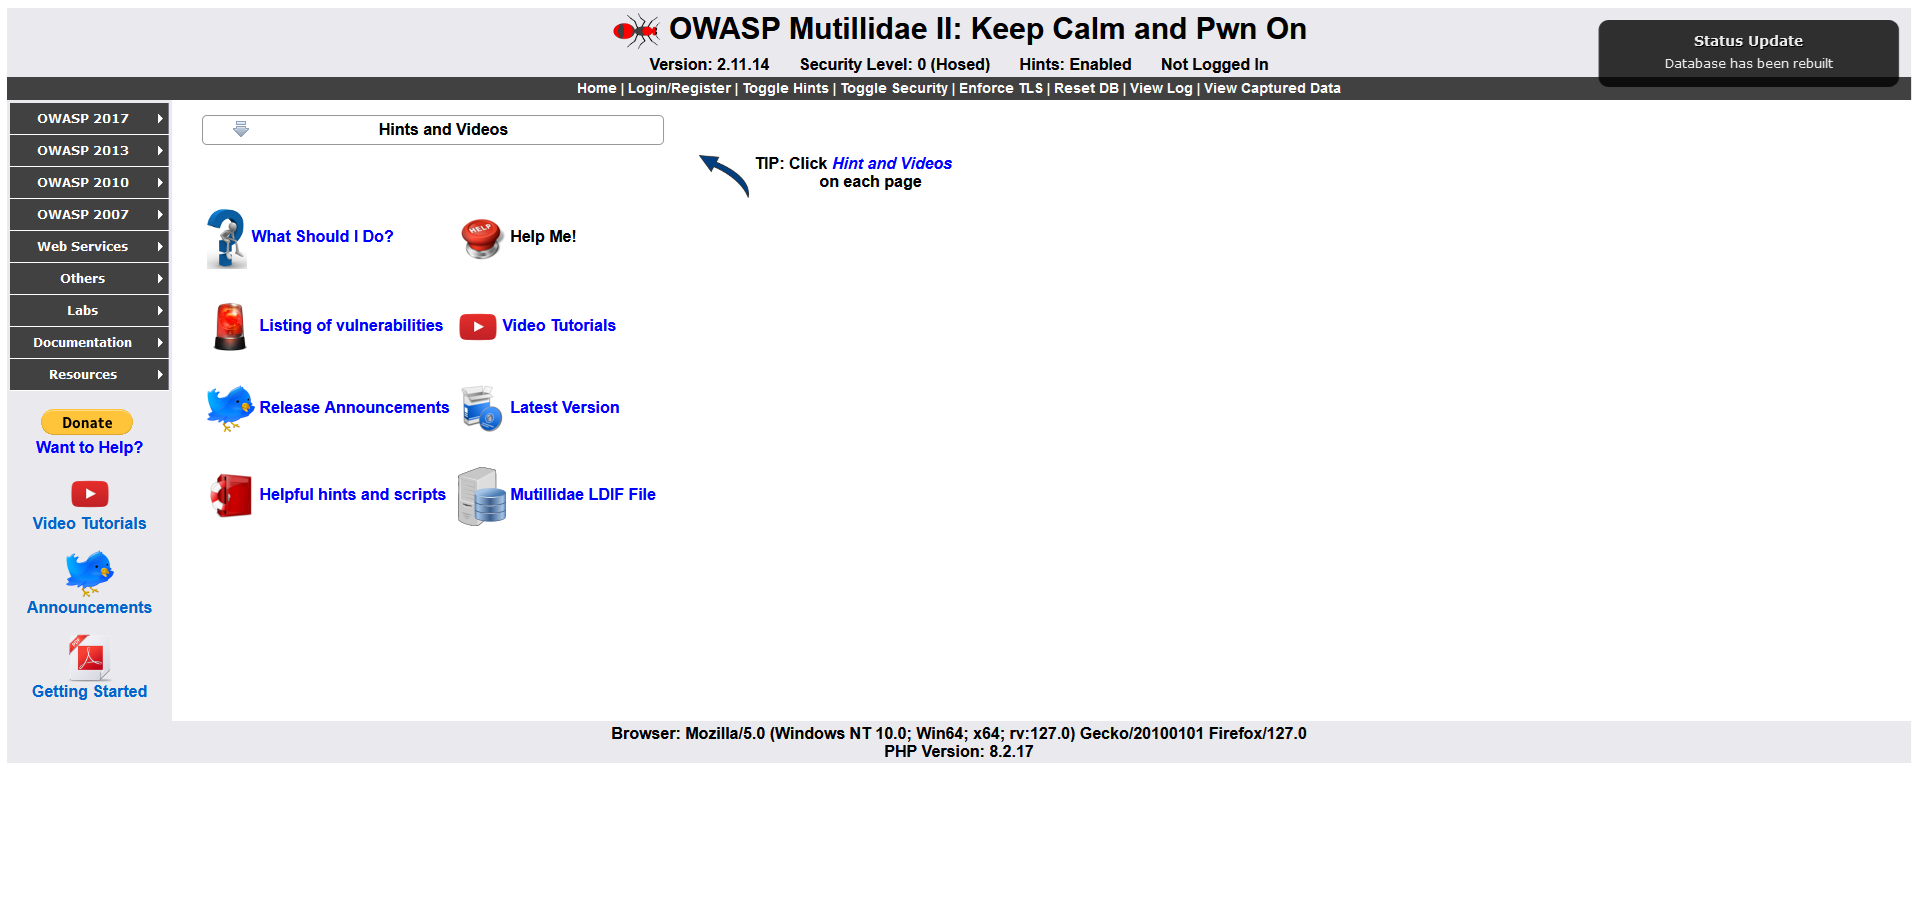 OWASP Mutillidae II: Keep Calm and Pwn On
Version: 2.11.14 Security Level: 0 (Hosed) Hints: Enabled Not Logged In
Status Update
Database has been rebuilt
Home | Login/Register | Toggle Hints | Toggle Security | Enforce TLS | Reset DB | View Log | View Captured Data
OWASP 2017
OWASP 2013
OWASP 2010
OWASP 2007
Web Services
Others
Labs
Documentation
Resources
Donate
Want to Help?
Video Tutorials
Announcements
PDF
Getting Started
Hints and Videos
TIP: Click Hint and Videos
on each page
What Should I Do?
HELP
Help Me!
Listing of vulnerabilities
Video Tutorials
Release Announcements
Latest Version
Helpful hints and scripts
Mutillidae LDIF File
Browser: Mozilla/5.0 (Windows NT 10.0; Win64; x64; rv:127.0) Gecko/20100101 Firefox/127.0
PHP Version: 8.2.17